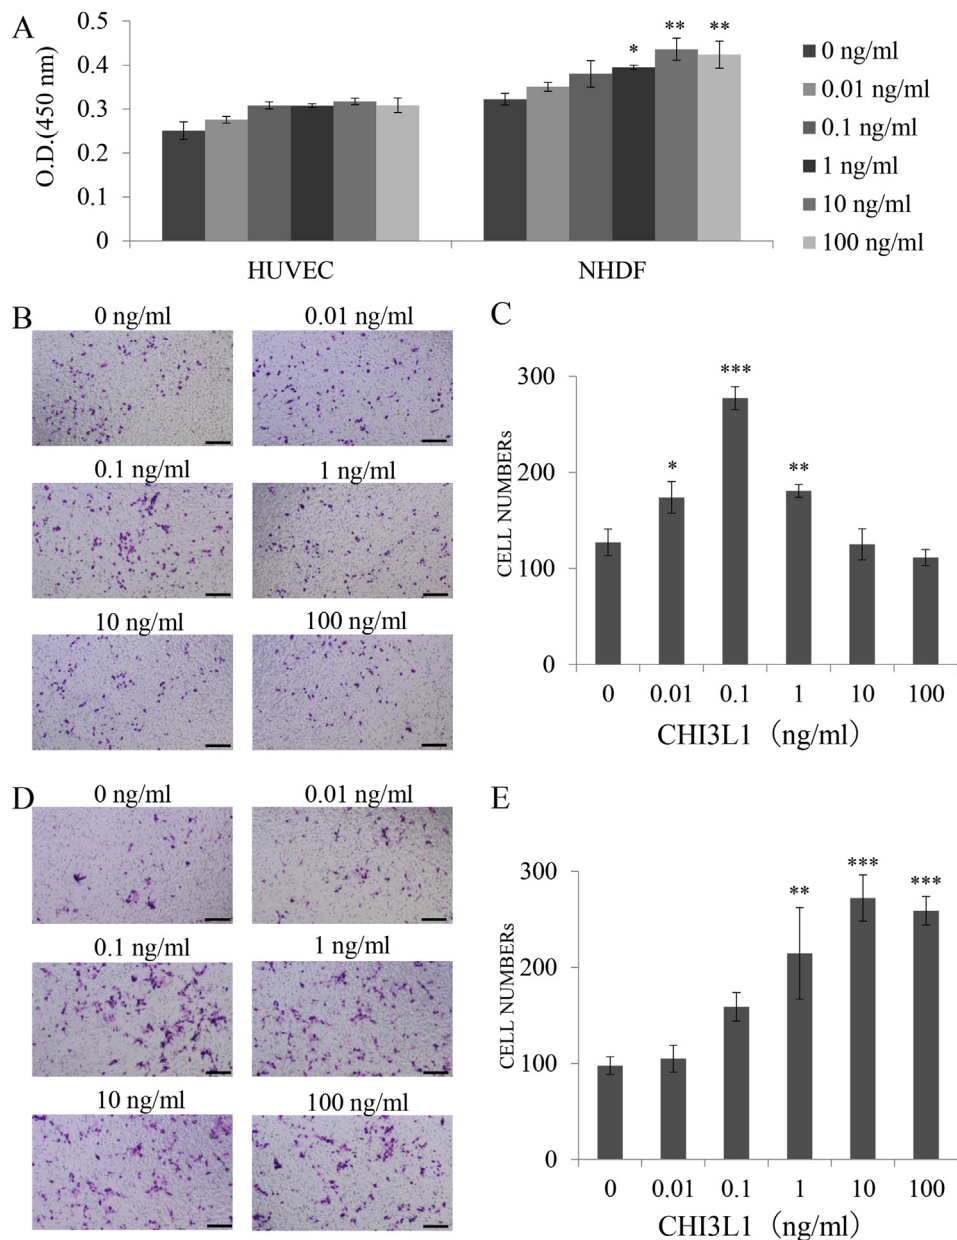 A
O.D.(450 nm)
0.5
0.4
0.3
0.2
0.1
0
* ** **
HUVEC NHDF
0 ng/ml
0.01 ng/ml
0.1 ng/ml
1 ng/ml
10 ng/ml
100 ng/ml
B
0 ng/ml 0.01 ng/ml
0.1 ng/ml 1 ng/ml
10 ng/ml 100 ng/ml
C
CELL NUMBERs
300
200
100
0
* *** **
0 0.01 0.1 1 10 100
CHI3L1 (ng/ml)
D
0 ng/ml 0.01 ng/ml
0.1 ng/ml 1 ng/ml
10 ng/ml 100 ng/ml
E
CELL NUMBERs
300
200
100
0
** *** ***
0 0.01 0.1 1 10 100
CHI3L1 (ng/ml)